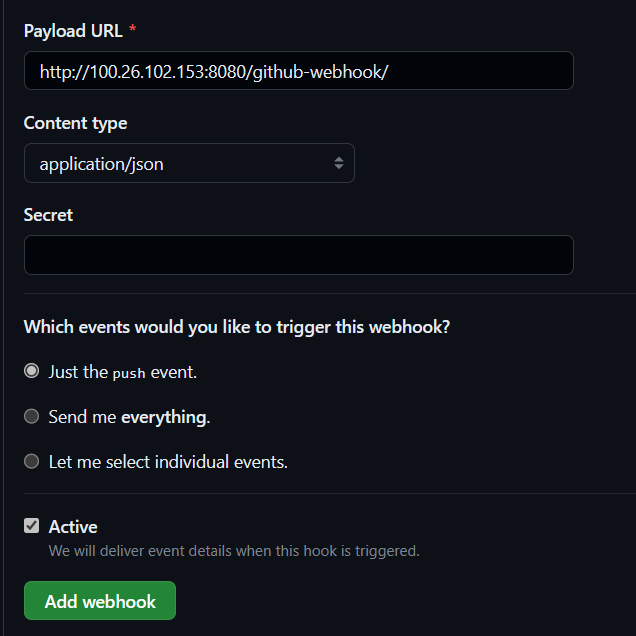 Payload URL *
http://100.26.102.153:8080/github-webhook/
Content type
application/json
Secret
Which events would you like to trigger this webhook?
Just the push event.
Send me everything.
Let me select individual events.
Active
We will deliver event details when this hook is triggered.
Add webhook